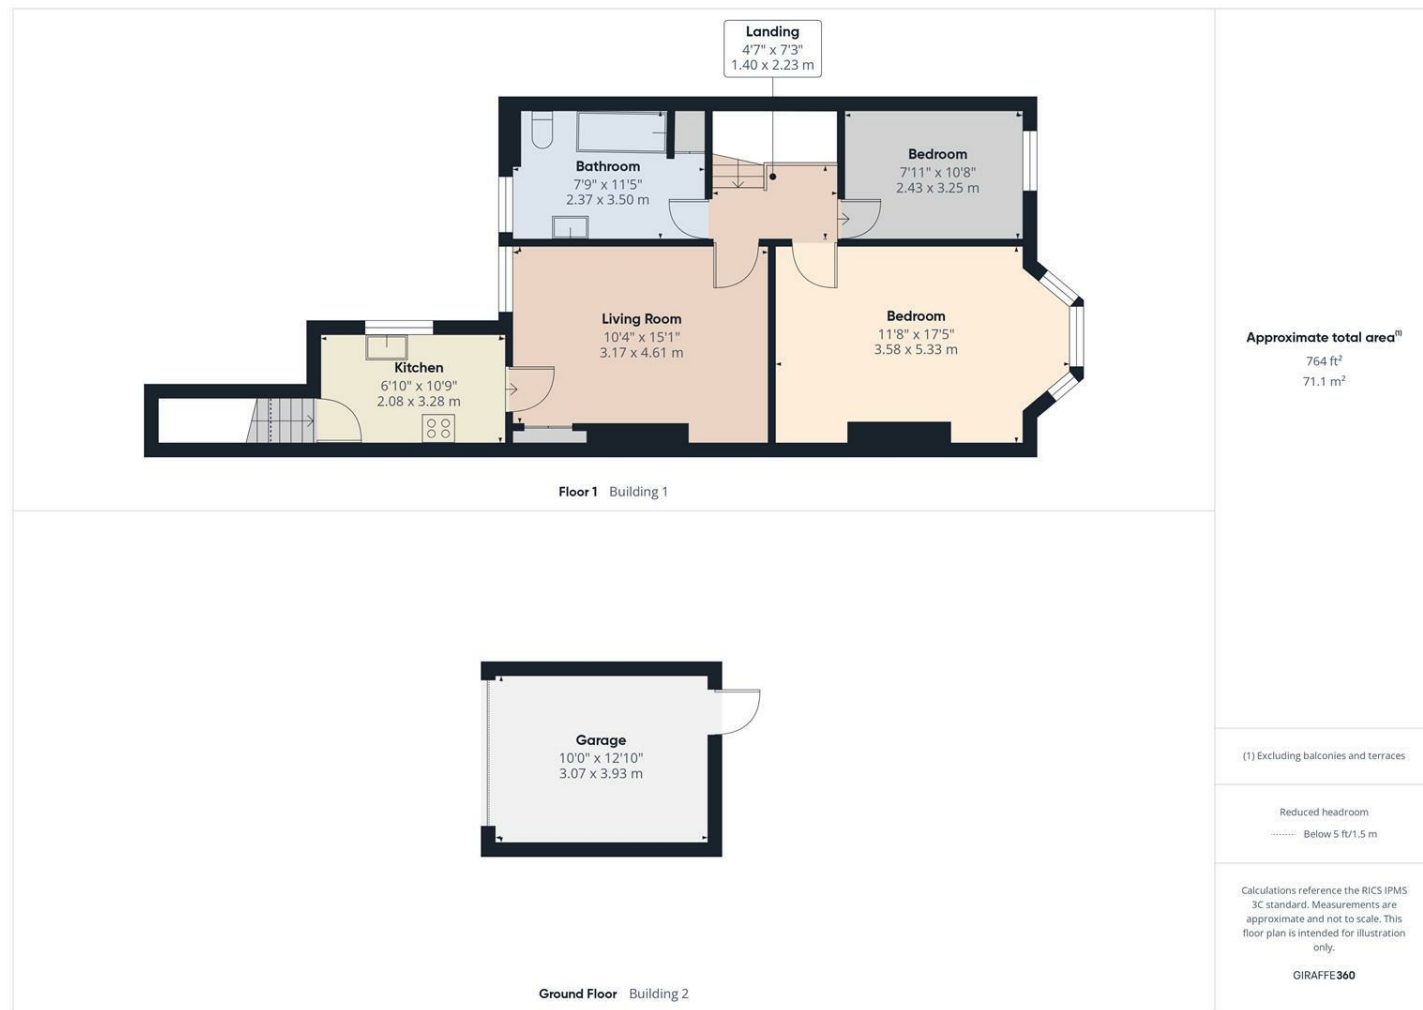 Landing
4'7" x 7'3"
1.40 x 2.23 m
Bathroom
7'9" x 11'5"
2.37 x 3.50 m
Bedroom
7'11" x 10'8"
2.43 x 3.25 m
Living Room
10'4" x 15'1"
3.17 x 4.61 m
Bedroom
11'8" x 17'5"
3.58 x 5.33 m
Kitchen
6'10" x 10'9"
2.08 x 3.28 m
Floor 1 Building 1
Garage
10'0" x 12'10"
3.07 x 3.93 m
Ground Floor Building 2
Approximate total area⁽¹⁾
764 ft²
71.1 m²
(1) Excluding balconies and terraces
Reduced headroom
Below 5 ft/1.5 m
Calculations reference the RICS IPMS
3C standard. Measurements are
approximate and not to scale. This
floor plan is intended for illustration
only.
GIRAFFE360